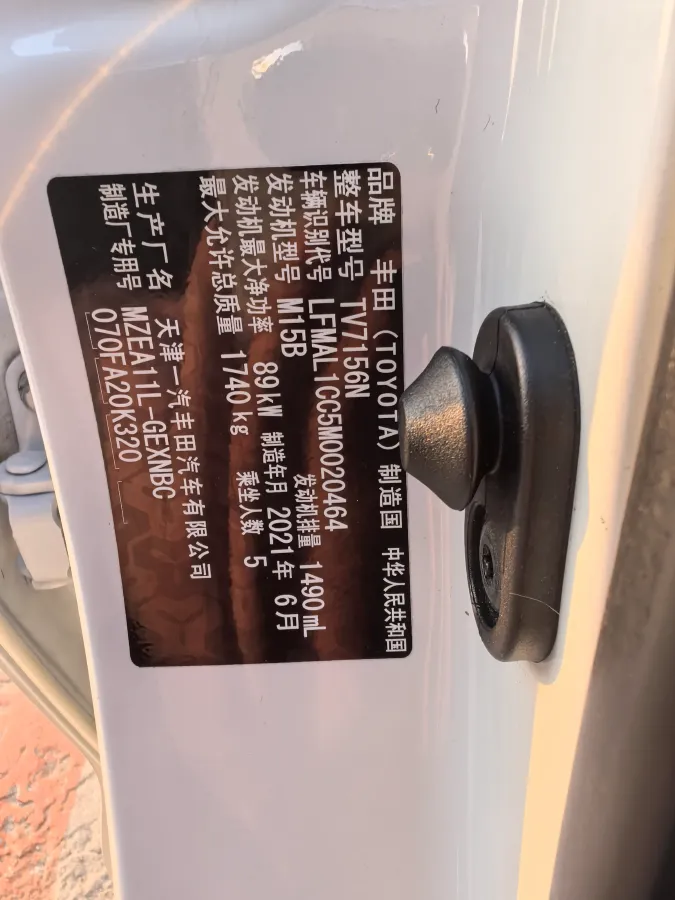 品牌 丰田（TOYOTA）制造国 中华人民共和国
整车型号 TV7156N
车辆识别代号 LFMAL1CC5M0020464
发动机型号 M15B 发动机排量 1490mL
发动机最大净功率 89kW 制造年月 2021年6月
最大允许总质量 1740kg 乘坐人数 5
生产厂名 天津一汽丰田汽车有限公司
制造厂专用号 MZEA11L-GEXNBC
070FA20K320